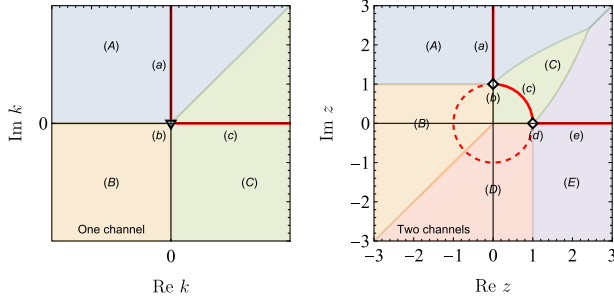 (A)
(a)
Im k
0
(b)
(c)
(B)
(C)
One channel
0
Re k
3
2
1
0
−1
−2
−3
Im z
(A)
(a)
(C)
(b)
(c)
(B)
(d)
(e)
(D)
(E)
Two channels
−3 −2 −1 0 1 2 3
Re z